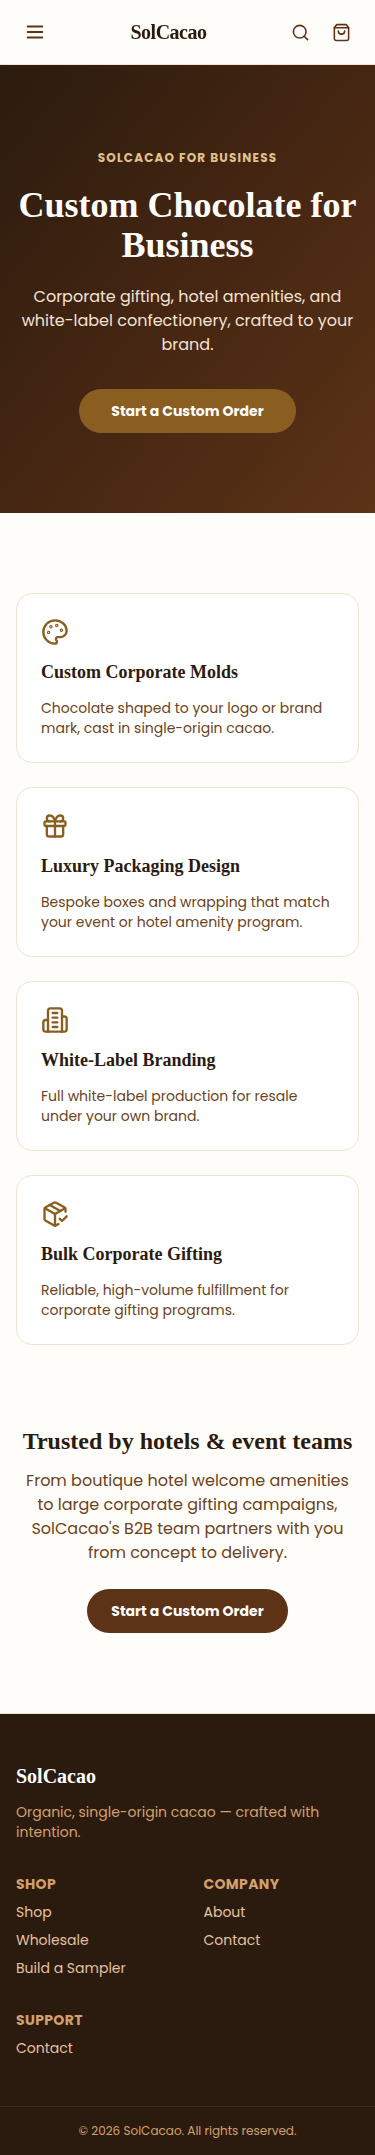 SolCacao
SOLCACAO FOR BUSINESS
Custom Chocolate for
Business
Corporate gifting, hotel amenities, and
white-label confectionery, crafted to your
brand.
Start a Custom Order
Custom Corporate Molds
Chocolate shaped to your logo or brand
mark, cast in single-origin cacao.
Luxury Packaging Design
Bespoke boxes and wrapping that match
your event or hotel amenity program.
White-Label Branding
Full white-label production for resale
under your own brand.
Bulk Corporate Gifting
Reliable, high-volume fulfillment for
corporate gifting programs.
Trusted by hotels & event teams
From boutique hotel welcome amenities
to large corporate gifting campaigns,
SolCacao's B2B team partners with you
from concept to delivery.
Start a Custom Order
SolCacao
Organic, single-origin cacao — crafted with
intention.
SHOP
Shop
Wholesale
Build a Sampler
COMPANY
About
Contact
SUPPORT
Contact
© 2026 SolCacao. All rights reserved.